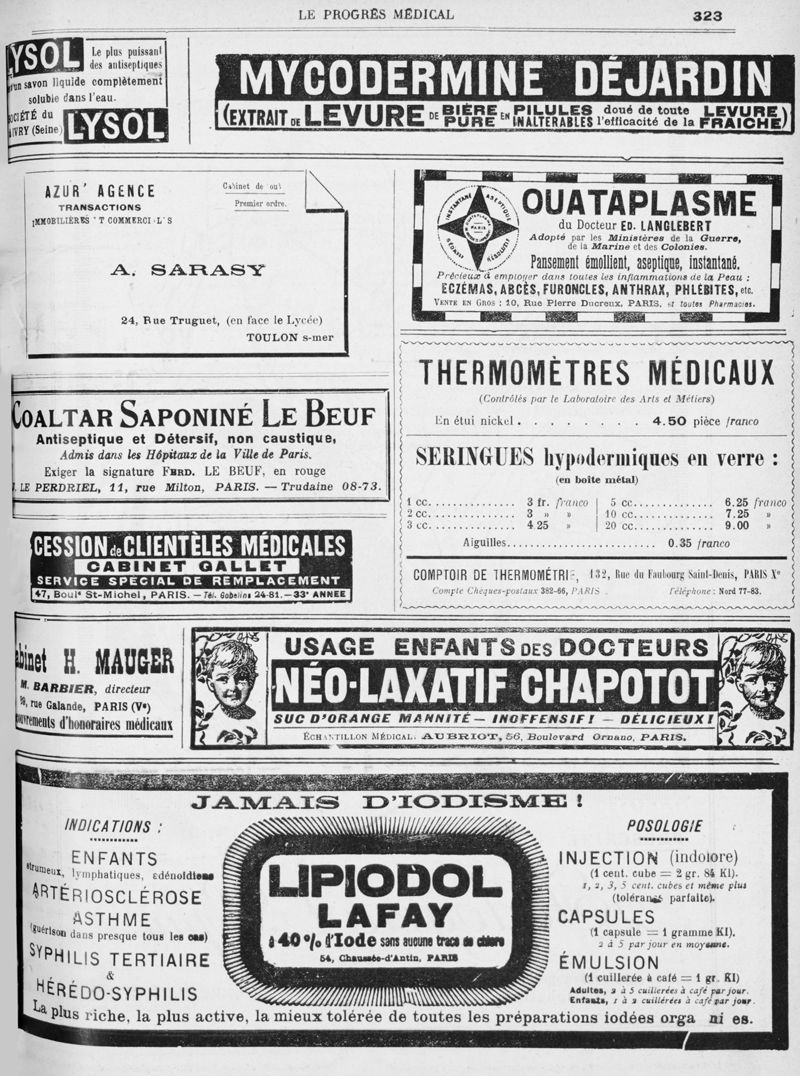 LE PROGRÈS MÉDICAL
323
LYSOL
Le plus puissant
des antiseptiques
un savon liquide complètement
soluble dans l'eau.
SOCIÉTÉ du
IVRY (Seine)
LYSOL
MYCODERMINE DÉJARDIN
(EXTRAIT DE LEVURE DE BIÈRE PURE EN PILULES INALTÉRABLES doué de toute l'efficacité de la LEVURE FRAICHE)
AZUR' AGENCE
TRANSACTIONS
IMMOBILIÈRES 'T COMMERCI L'S
Cabinet de
Premier ordre.
A. SARASY
24, Rue Truguet, (en face le Lycée)
TOULON s-mer
INSTANTANÉ ASEPTIQUE
OUATAPLASME
PARIS
du Docteur ED. LANGLEBERT
Adopté par les Ministères de la Guerre,
de la Marine et des Colonies.
Pansement émollient, aseptique, instantané.
Précieux à employer dans toutes les inflammations de la Peau :
ECZÉMAS, ABCÈS, FURONCLES, ANTHRAX, PHLÉBITES, etc.
VENTE EN GROS : 10, Rue Pierre Ducreux, PARIS, et toutes Pharmacies.
COALTAR SAPONINÉ LE BEUF
Antiseptique et Détersif, non caustique,
Admis dans les Hôpitaux de la Ville de Paris.
Exiger la signature FERD. LE BEUF, en rouge
LE PERDRIEL, 11, rue Milton, PARIS. — Trudaine 08-73.
THERMOMÈTRES MÉDICAUX
(Contrôlés par le Laboratoire des Arts et Métiers)
En étui nickel . . . . . . . . 4.50 pièce franco
SERINGUES hypodermiques en verre :
(en boîte métal)
1 cc. .............. 3 fr. franco | 5 cc. ............. 6.25 franco
2 cc. .............. 3 » » | 10 cc. ............. 7.25 »
3 cc. .............. 4.25 » | 20 cc. ............. 9.00 »
Aiguilles........................ 0.35 franco
COMPTOIR DE THERMOMÉTRIE, 132, Rue du Faubourg Saint-Denis, PARIS Xe
Compte Chèques-postaux 382-66, PARIS Téléphone : Nord 77-83.
CESSION de CLIENTÈLES MÉDICALES
CABINET GALLET
SERVICE SPÉCIAL DE REMPLACEMENT
47, Boulᵈ St-Michel, PARIS. — Tél. Gobelins 24-81. — 33ᵉ ANNÉE
abinet H. MAUGER
M. BARBIER, directeur
rue Galande, PARIS (Vᵉ)
ouvrements d'honoraires médicaux
USAGE ENFANTS DES DOCTEURS
NÉO-LAXATIF CHAPOTOT
SUC D'ORANGE MANNITÉ — INOFFENSIF! — DÉLICIEUX!
ÉCHANTILLON MÉDICAL: AUBRIOT, 56, Boulevard Ornano, PARIS.
JAMAIS D'IODISME !
INDICATIONS :
ENFANTS
strumeux, lymphatiques, adénoïdiens
ARTÉRIOSCLÉROSE
ASTHME
(guérison dans presque tous les cas)
SYPHILIS TERTIAIRE
&
HÉRÉDO-SYPHILIS
LIPIODOL
LAFAY
à 40% d'Iode sans aucune trace de chlore
54, Chaussée-d'Antin, PARIS
POSOLOGIE :
INJECTION (indolore)
(1 cent. cube = 2 gr. 84 KI).
1, 2, 3, 5 cent. cubes et même plus
(tolérance parfaite).
CAPSULES
(1 capsule = 1 gramme KI).
2 à 5 par jour en moyenne.
ÉMULSION
(1 cuillerée à café = 1 gr. KI)
Adultes, 2 à 5 cuillerées à café par jour.
Enfants, 1 à 2 cuillerées à café par jour.
La plus riche, la plus active, la mieux tolérée de toutes les préparations iodées orga ni es.